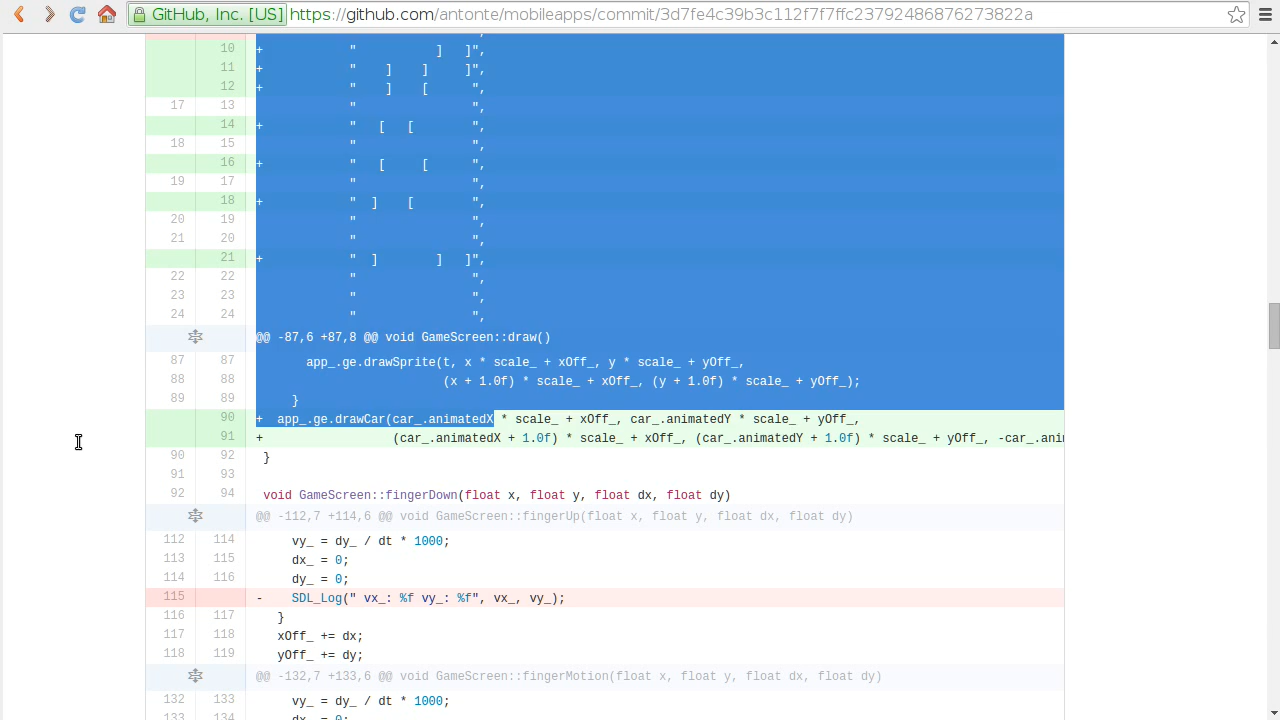 GitHub, Inc. [US] https://github.com/antonte/mobileapps/commit/3d7fe4c39b3c112f7f7ffc23792486876273822a
10 + "           ]   ]",
11 + "    ]    ]     ]",
12 + "    ]    [      ",
17 13 "                ",
14 + "   [   [        ",
18 15 "                ",
16 + "   [     [      ",
19 17 "                ",
18 + "  ]    [        ",
20 19 "                ",
21 20 "                ",
21 + "  ]        ]   ]",
22 22 "                ",
23 23 "                ",
24 24 "                ",
@@ -87,6 +87,8 @@ void GameScreen::draw()
87 87 app_.ge.drawSprite(t, x * scale_ + xOff_, y * scale_ + yOff_,
88 88 (x + 1.0f) * scale_ + xOff_, (y + 1.0f) * scale_ + yOff_);
89 89 }
90 + app_.ge.drawCar(car_.animatedX * scale_ + xOff_, car_.animatedY * scale_ + yOff_,
91 + (car_.animatedX + 1.0f) * scale_ + xOff_, (car_.animatedY + 1.0f) * scale_ + yOff_, -car_.ani
90 92 }
91 93
92 94 void GameScreen::fingerDown(float x, float y, float dx, float dy)
@@ -112,7 +114,6 @@ void GameScreen::fingerUp(float x, float y, float dx, float dy)
112 114 vy_ = dy_ / dt * 1000;
113 115 dx_ = 0;
114 116 dy_ = 0;
115 - SDL_Log(" vx_: %f vy_: %f", vx_, vy_);
116 117 }
117 118 xOff_ += dx;
118 119 yOff_ += dy;
@@ -132,7 +133,6 @@ void GameScreen::fingerMotion(float x, float y, float dx, float dy)
132 133 vy_ = dy_ / dt * 1000;
133 134 dx_ = 0;